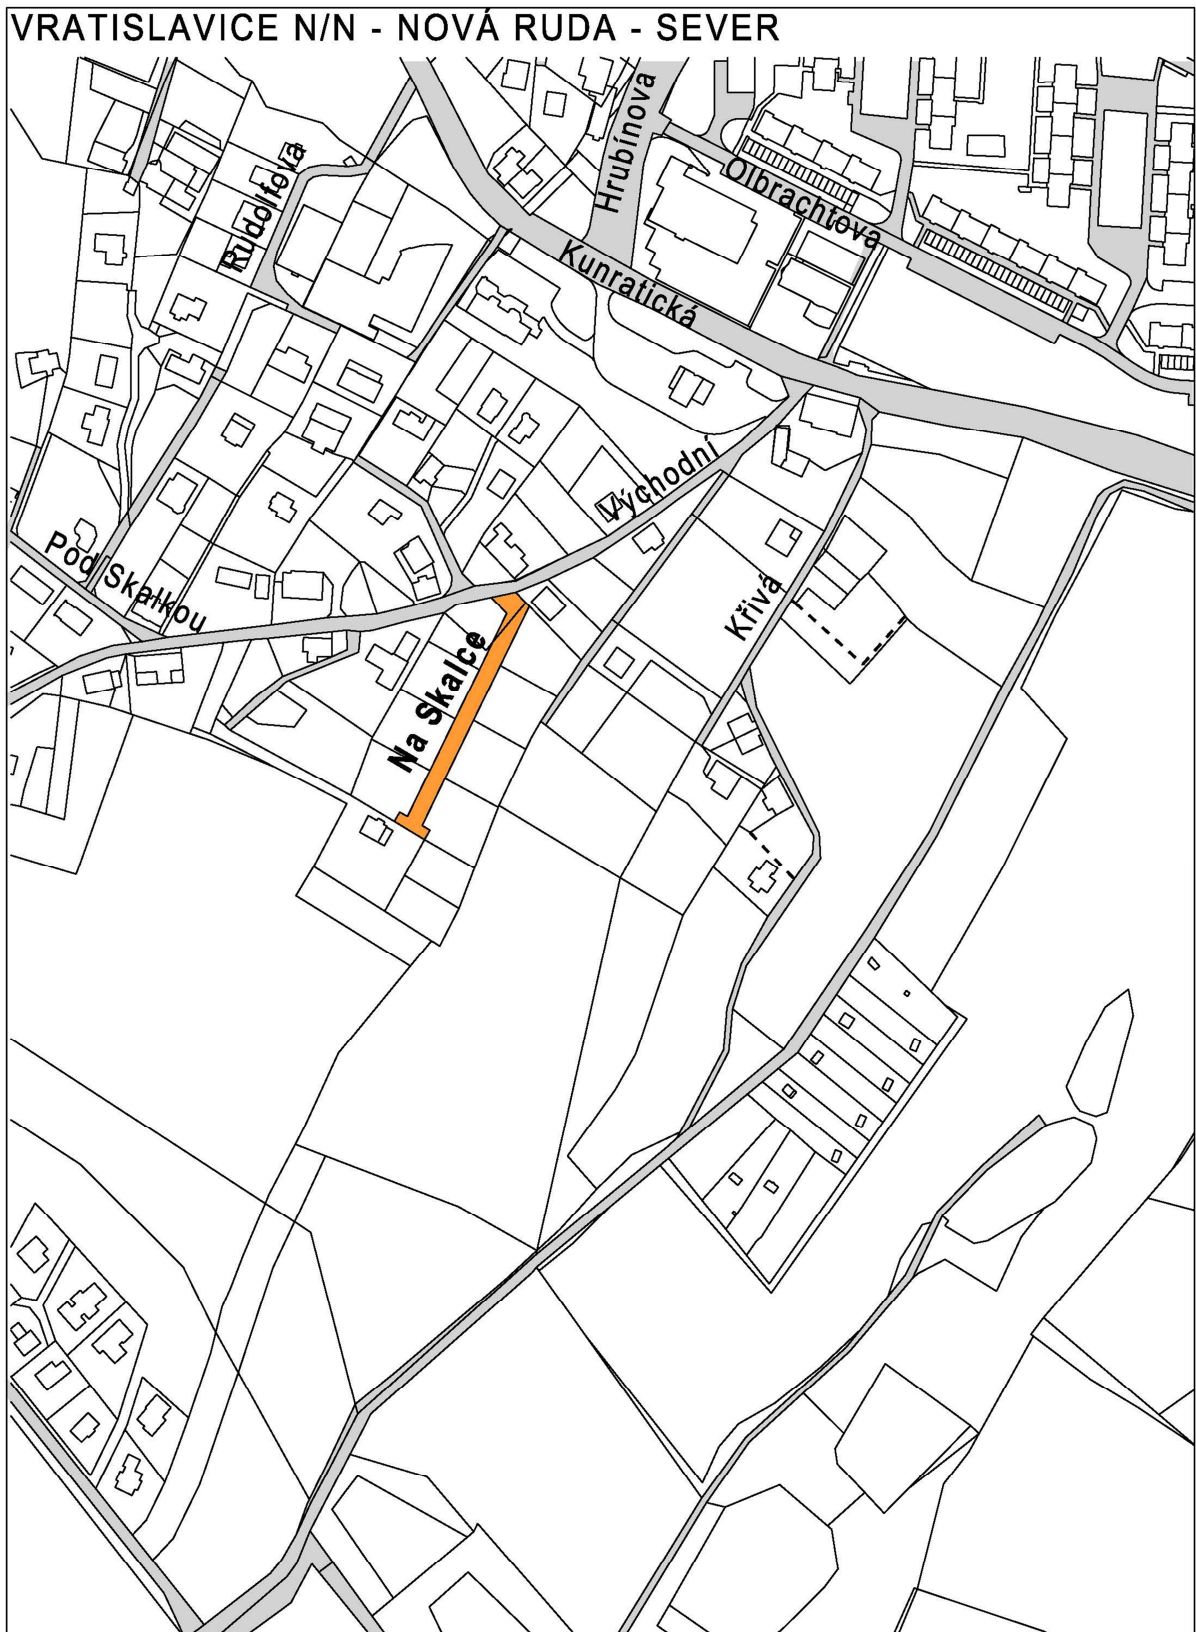 VRATISLAVICE N/N - NOVÁ RUDA - SEVER
Hrubínova
Rudolfova
Olbrachtova
Kunratická
Východní
Pod Skalkou
Křivá
Na Skalce